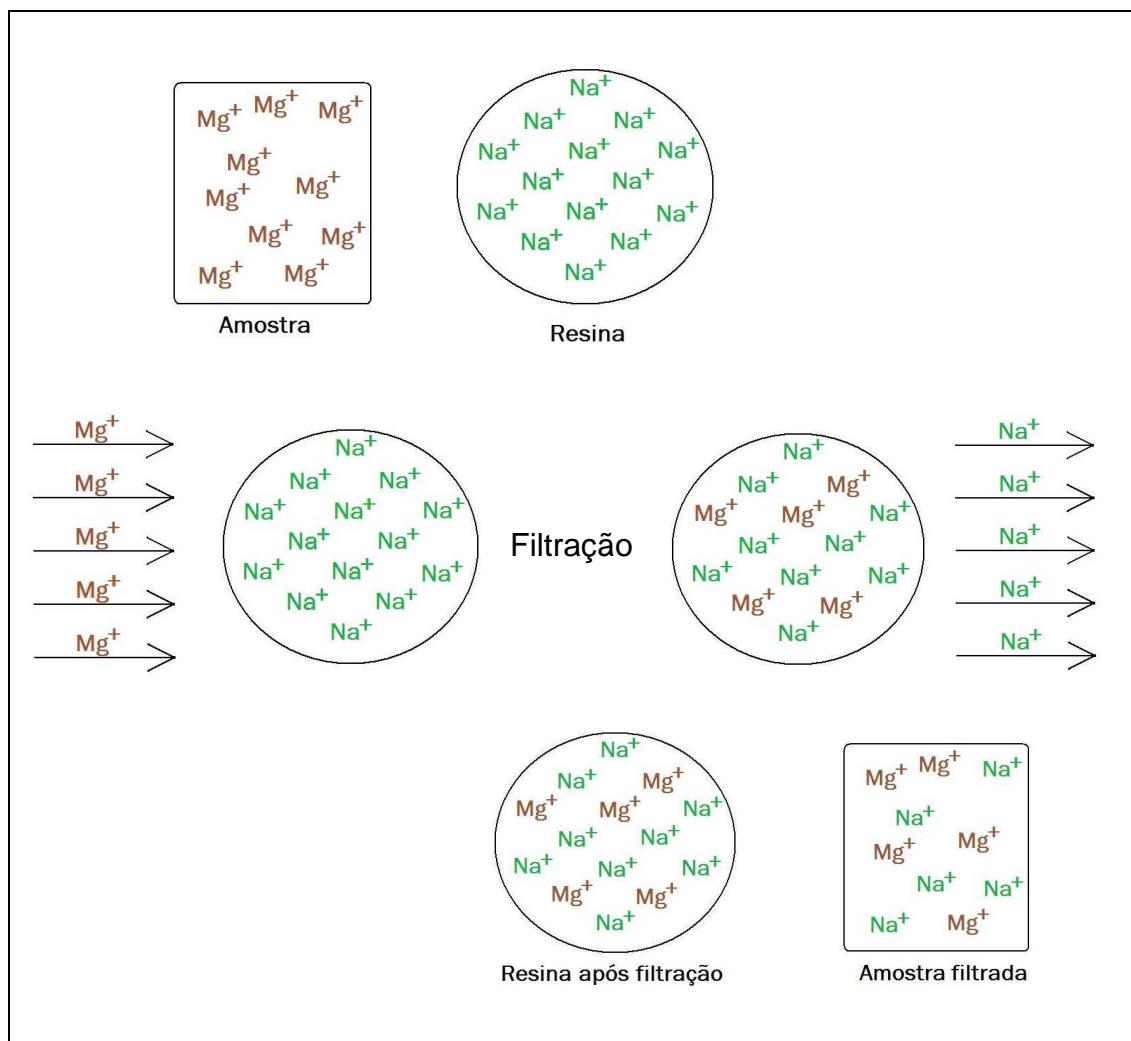 Mg⁺ Mg⁺ Mg⁺
Mg⁺
Mg⁺ Mg⁺
Mg⁺ Mg⁺
Mg⁺ Mg⁺
Amostra
Na⁺
Na⁺ Na⁺
Na⁺ Na⁺ Na⁺
Na⁺ Na⁺
Na⁺ Na⁺ Na⁺
Na⁺ Na⁺
Na⁺
Resina
Mg⁺
Mg⁺
Mg⁺
Mg⁺
Mg⁺
Na⁺
Na⁺ Na⁺
Na⁺ Na⁺ Na⁺
Na⁺ Na⁺
Na⁺ Na⁺ Na⁺
Na⁺ Na⁺
Na⁺
Filtração
Na⁺
Na⁺ Mg⁺
Mg⁺ Mg⁺ Na⁺
Na⁺ Na⁺
Na⁺ Na⁺ Na⁺
Mg⁺ Mg⁺
Na⁺
Na⁺
Na⁺
Na⁺
Na⁺
Na⁺
Na⁺
Na⁺ Mg⁺
Mg⁺ Mg⁺ Na⁺
Na⁺ Na⁺
Na⁺ Na⁺ Na⁺
Mg⁺ Mg⁺
Na⁺
Resina após filtração
Mg⁺ Mg⁺ Na⁺
Na⁺
Mg⁺ Mg⁺
Na⁺ Na⁺
Na⁺ Mg⁺
Amostra filtrada